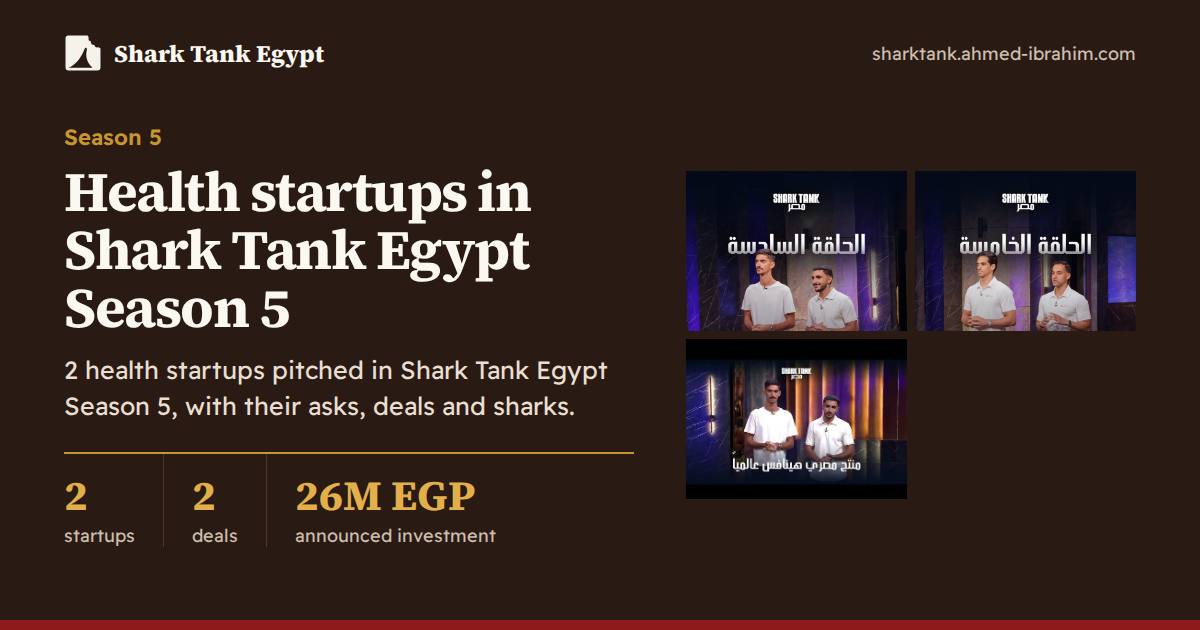 Shark Tank Egypt
sharktank.ahmed-ibrahim.com
Season 5
Health startups in
Shark Tank Egypt
Season 5
2 health startups pitched in Shark Tank Egypt
Season 5, with their asks, deals and sharks.
2
startups
2
deals
26M EGP
announced investment
SHARK TANK
مصر
الحلقة السادسة
SHARK TANK
مصر
الحلقة الخامسة
SHARK TANK
مصر
منتج مصري هينافس عالمياً